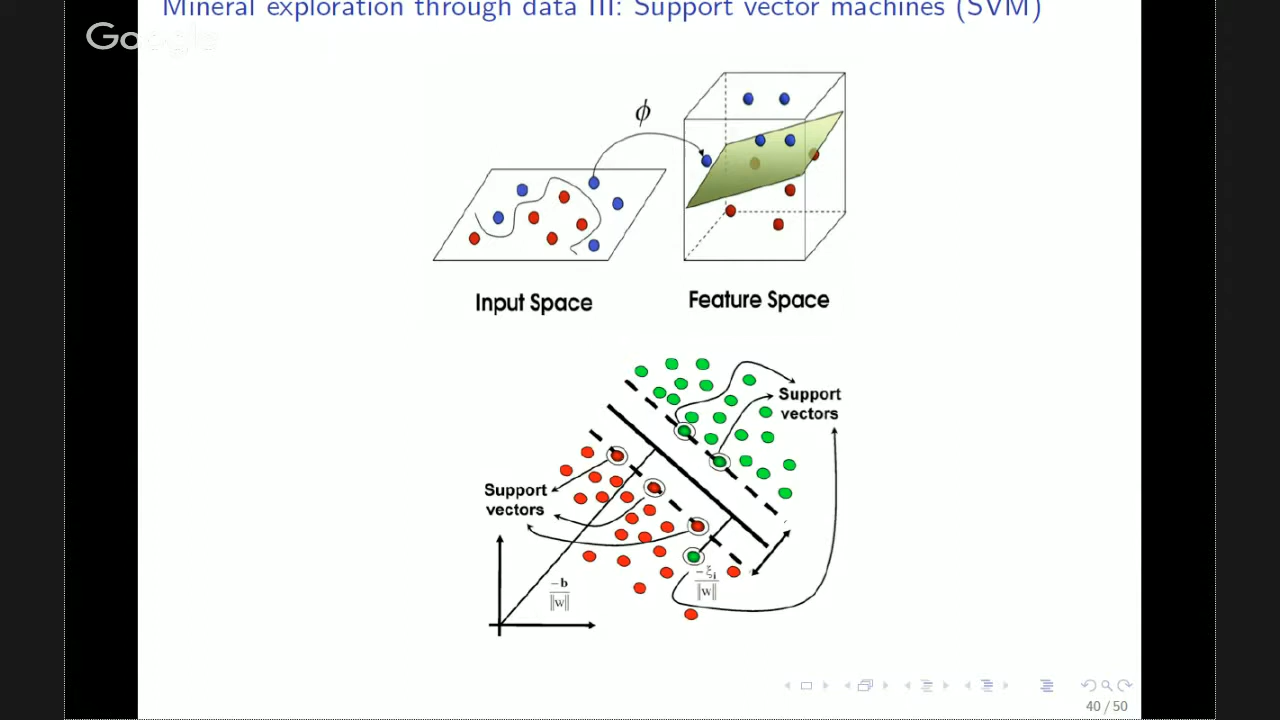 Mineral exploration through data III: Support vector machines (SVM)
Google
ϕ
Input Space
Feature Space
Support
vectors
Support
vectors
−b
‖w‖
−ξi
‖w‖
40 / 50